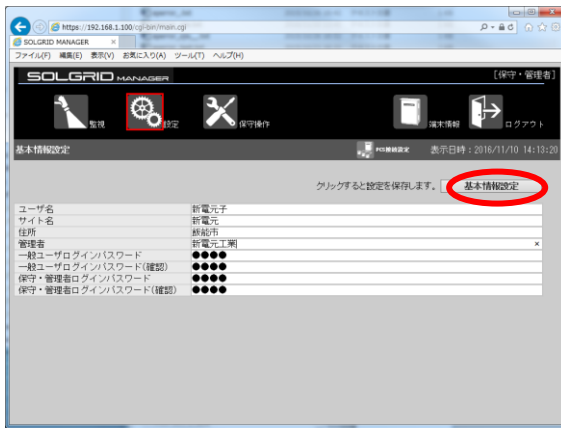 https://192.168.1.100/cgi-bin/main.cgi
SOLGRID MANAGER ×
ファイル(F) 編集(E) 表示(V) お気に入り(A) ツール(T) ヘルプ(H)
SOLGRID MANAGER
[保守・管理者]
監視 設定 保守操作 端末情報 ログアウト
基本情報設定 PCS機種設定 表示日時：2016/11/10 14:13:20
クリックすると設定を保存します。 基本情報設定
ユーザ名 新電元子
サイト名 新電元
住所 飯能市
管理者 新電元工業 ×
一般ユーザログインパスワード ●●●●
一般ユーザログインパスワード(確認) ●●●●
保守・管理者ログインパスワード ●●●●
保守・管理者ログインパスワード(確認) ●●●●